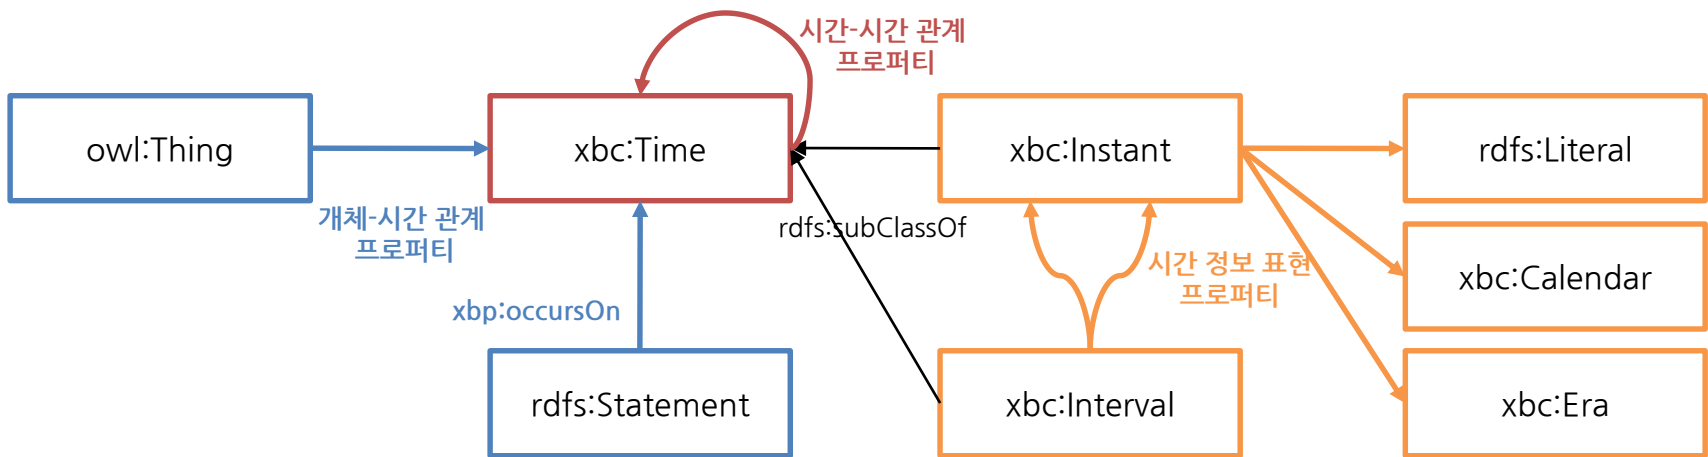 시간-시간 관계
프로퍼티
owl:Thing
xbc:Time
xbc:Instant
rdfs:Literal
개체-시간 관계
프로퍼티
rdfs:subClassOf
시간 정보 표현
프로퍼티
xbc:Calendar
xbp:occursOn
rdfs:Statement
xbc:Interval
xbc:Era